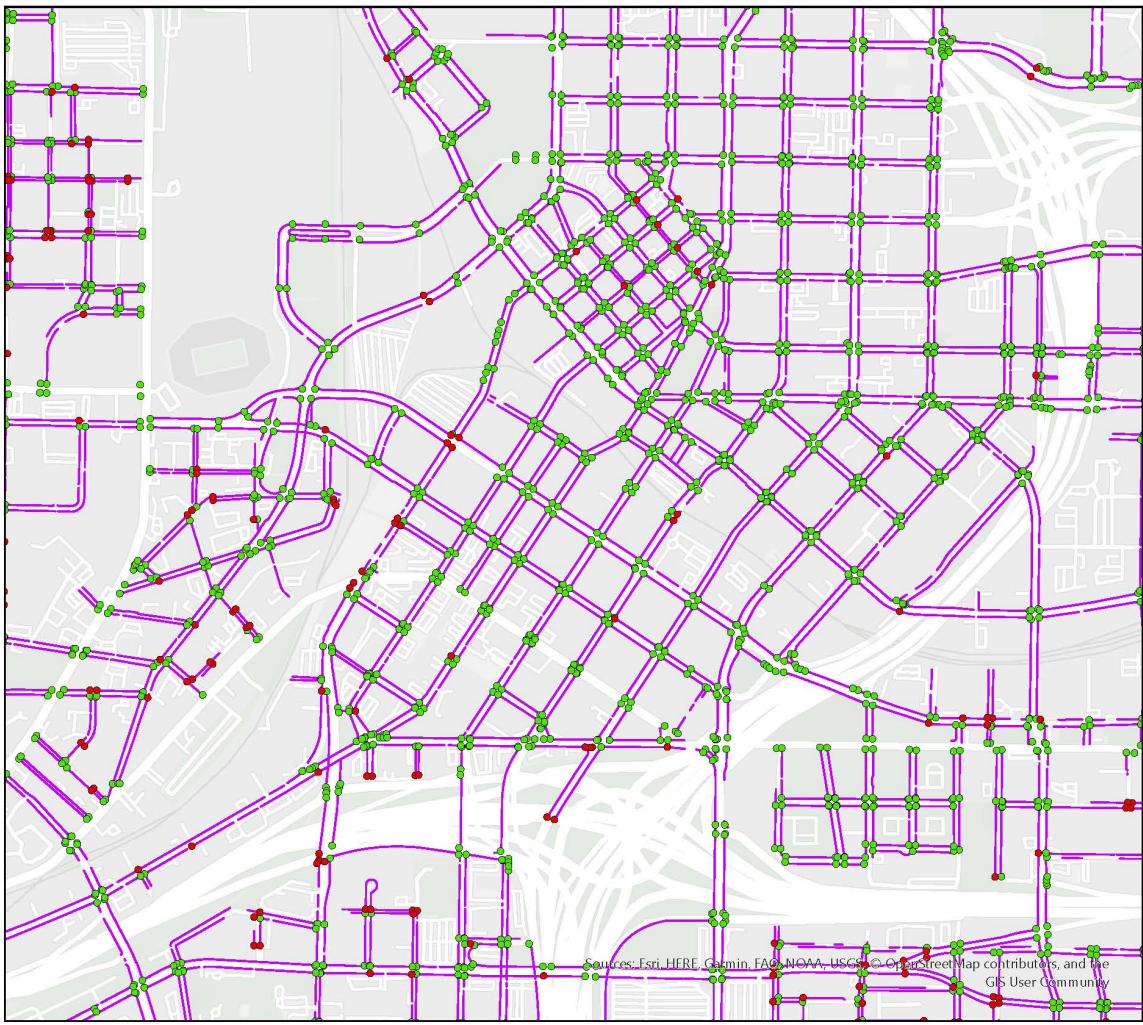 Sources: Esri, HERE, Garmin, FAO, NOAA, USGS, © OpenStreetMap contributors, and the
GIS User Community